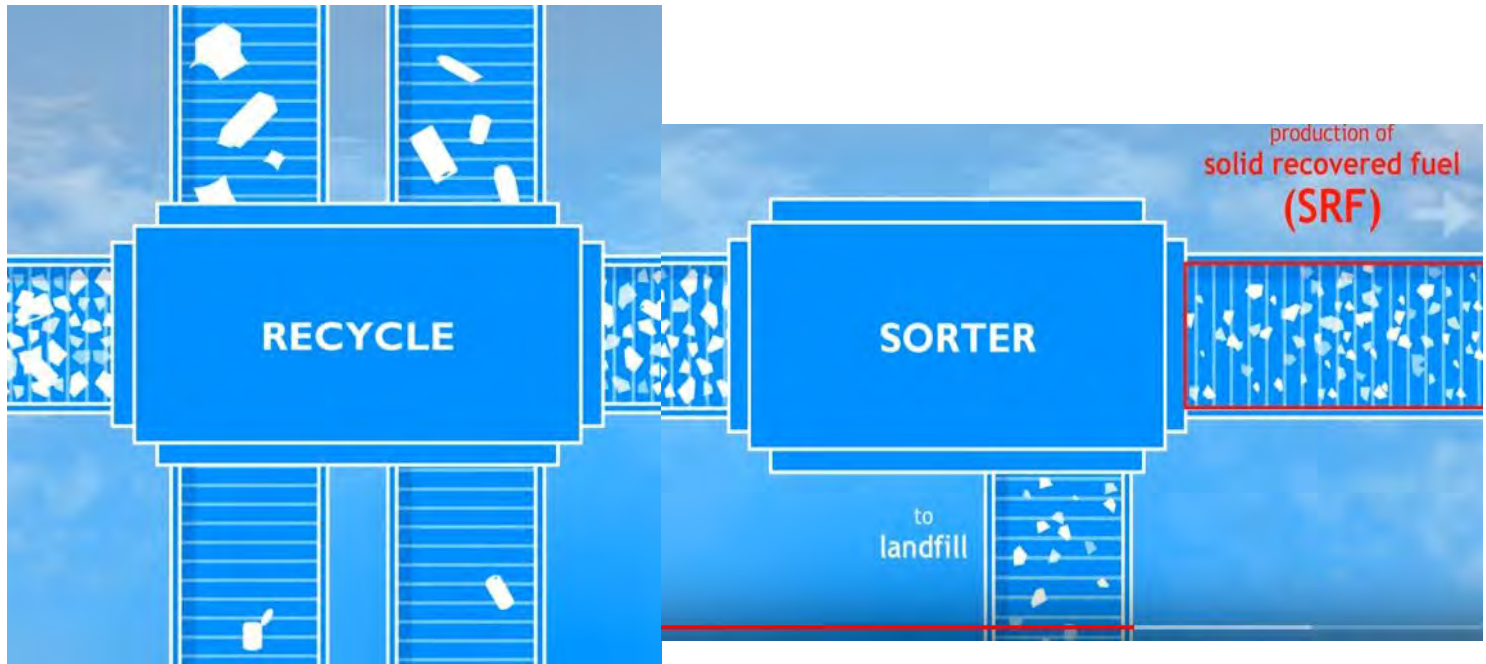 RECYCLE
SORTER
production of
solid recovered fuel
(SRF)
to
landfill